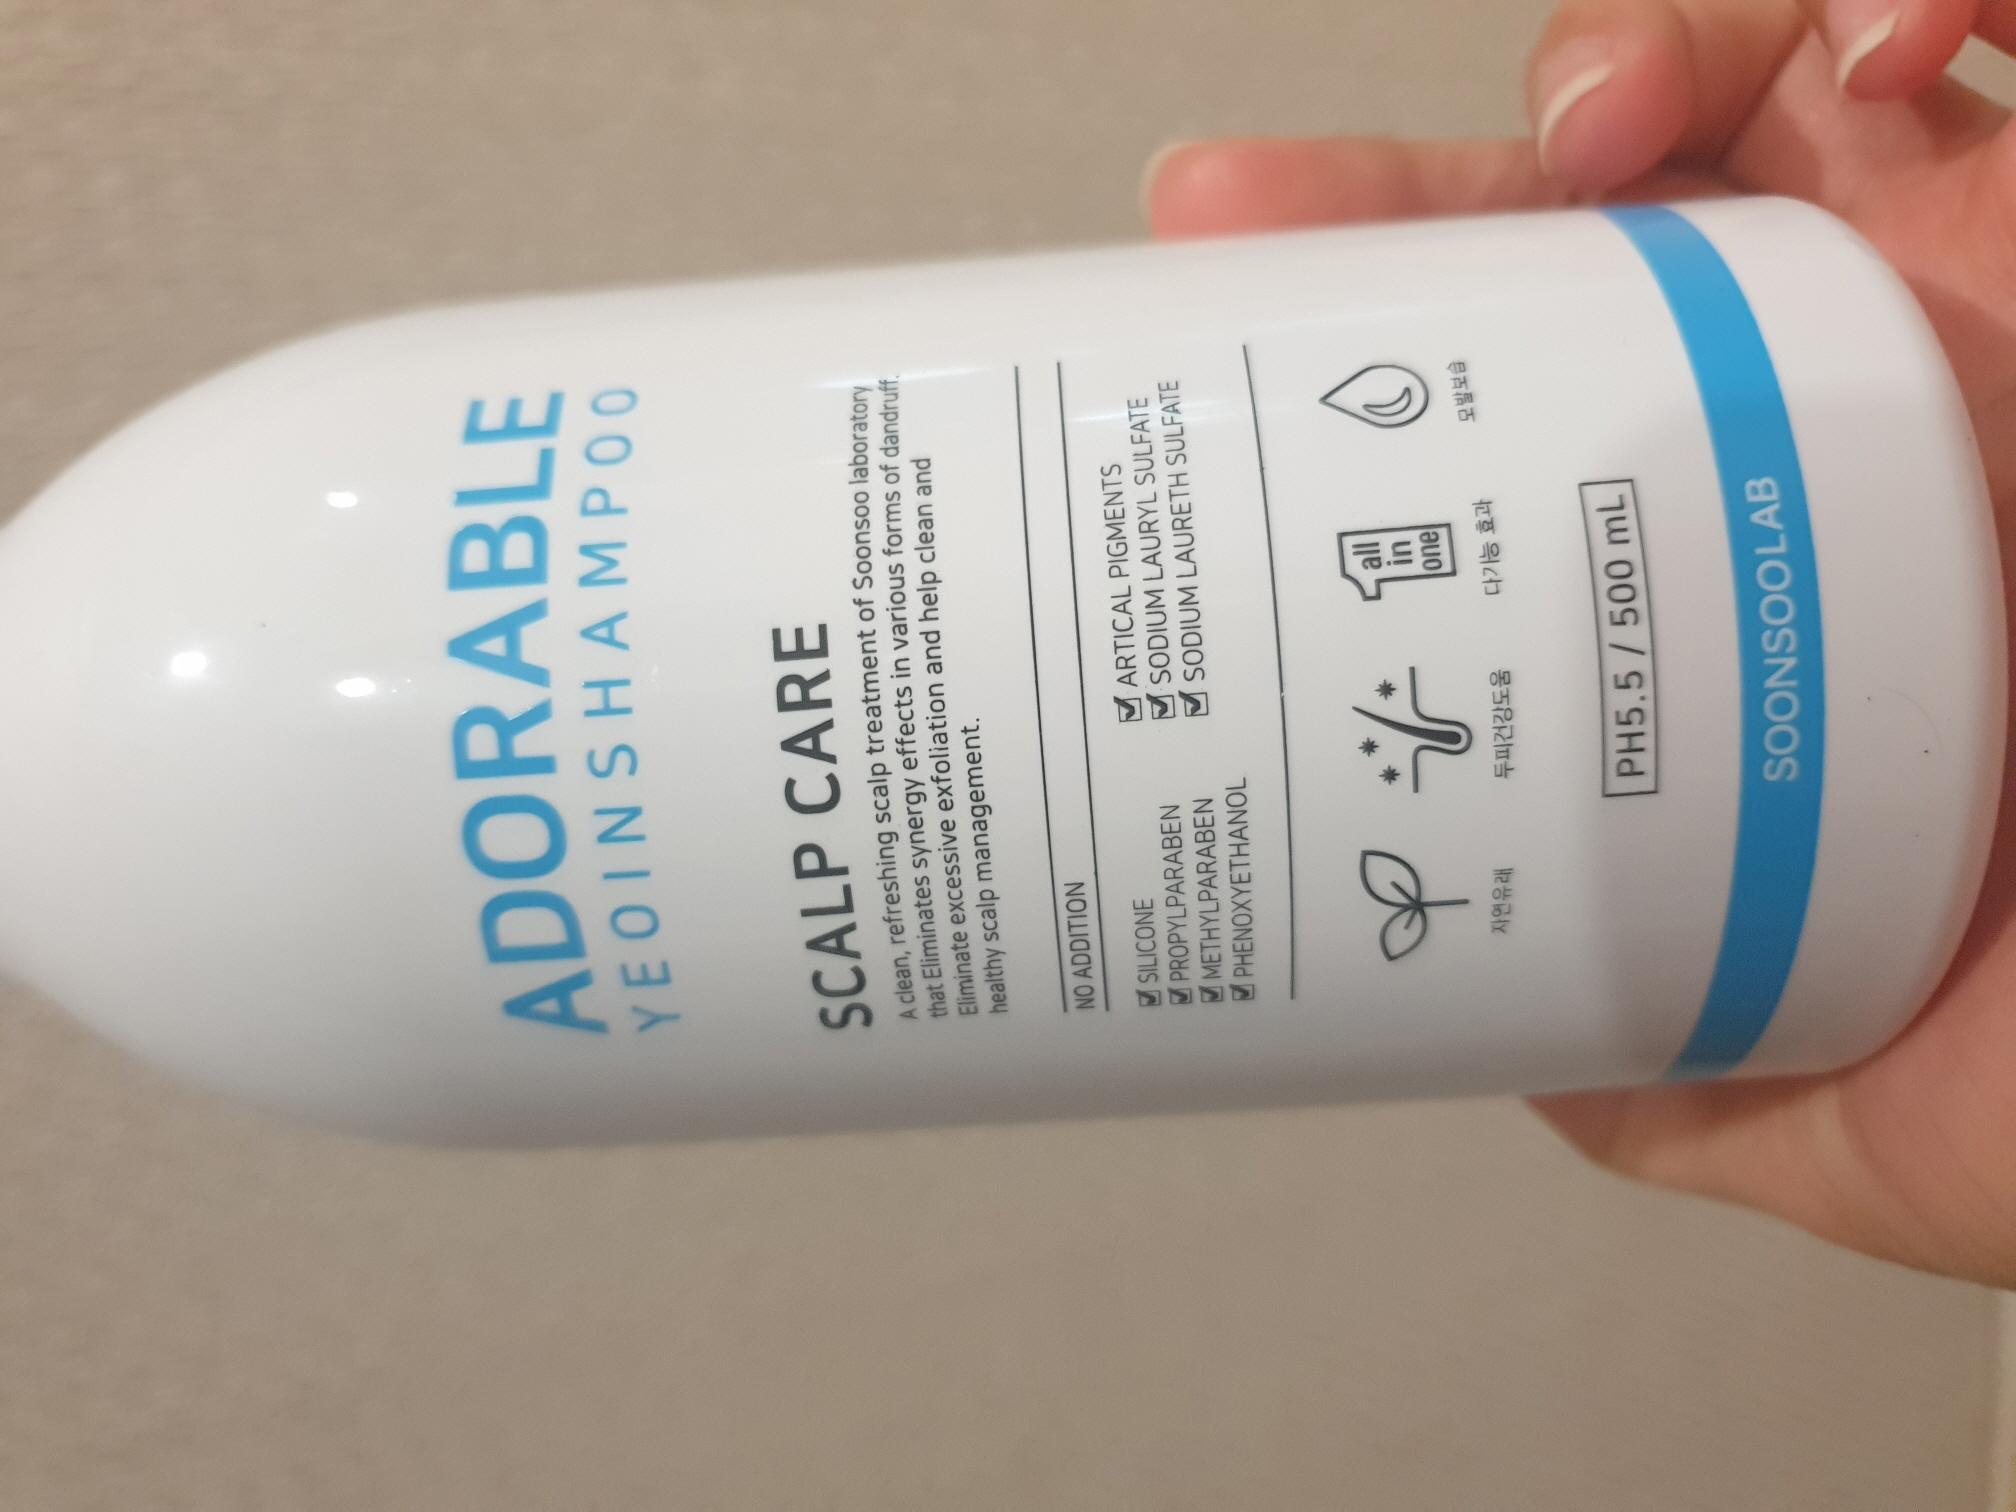 ADORABLE
YEOINSHAMPOO
SCALP CARE
A clean, refreshing scalp treatment of Soonsoo laboratory
that Eliminates synergy effects in various forms of dandruff.
Eliminate excessive exfoliation and help clean and
healthy scalp management.
NO ADDITION
SILICONE
PROPYLPARABEN
METHYLPARABEN
PHENOXYETHANOL
ARTICAL PIGMENTS
SODIUM LAURYL SULFATE
SODIUM LAURETH SULFATE
all
in
one
자연유래
두피건강도움
다기능 효과
모발보습
PH5.5 / 500 mL
SOONSOOLAB